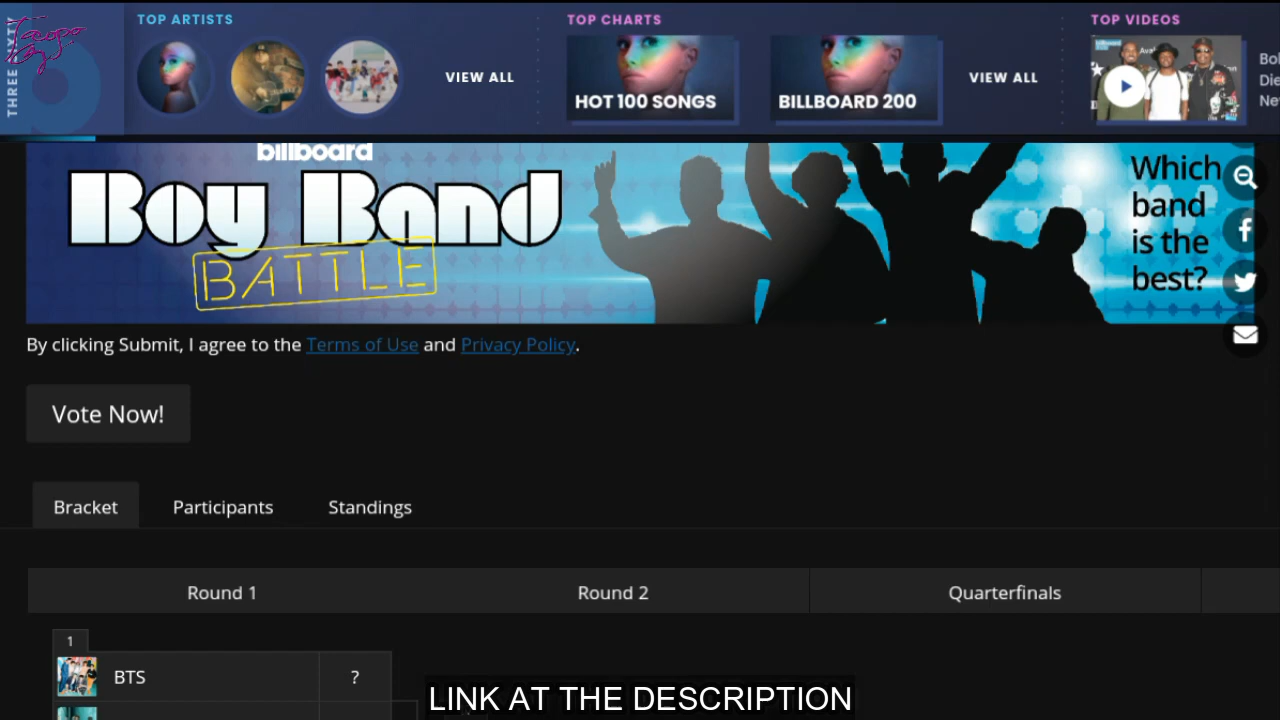 THREE SIXTY
Tacopa
TOP ARTISTS
VIEW ALL
TOP CHARTS
HOT 100 SONGS
BILLBOARD 200
VIEW ALL
TOP VIDEOS
billboard
Boy Band
BATTLE
Which
band
is the
best?
By clicking Submit, I agree to the Terms of Use and Privacy Policy.
Vote Now!
Bracket
Participants
Standings
Round 1
Round 2
Quarterfinals
1
BTS
?
LINK AT THE DESCRIPTION